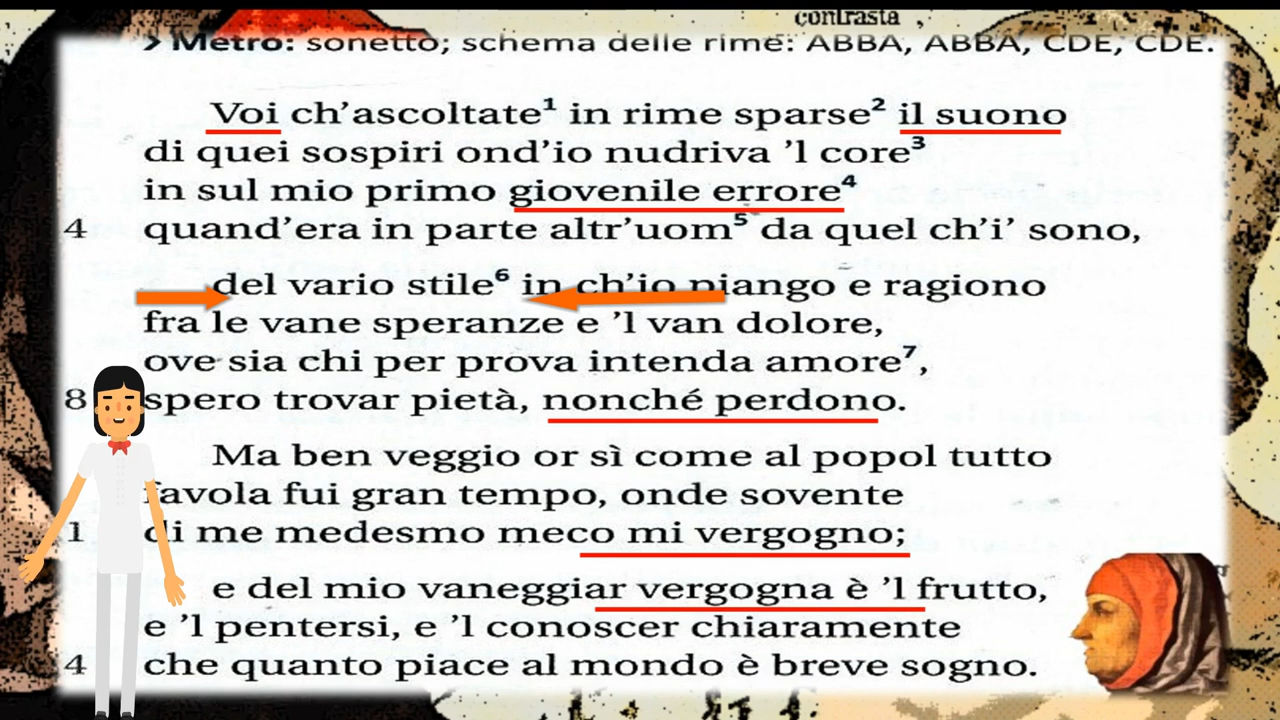 contrasta ,
› Metro: sonetto; schema delle rime: ABBA, ABBA, CDE, CDE.
Voi ch’ascoltate¹ in rime sparse² il suono
di quei sospiri ond’io nudriva ’l core³
in sul mio primo giovenile errore⁴
4 quand’era in parte altr’uom⁵ da quel ch’i’ sono,
del vario stile⁶ in ch’io piango e ragiono
fra le vane speranze e ’l van dolore,
ove sia chi per prova intenda amore⁷,
8 spero trovar pietà, nonché perdono.
Ma ben veggio or sì come al popol tutto
favola fui gran tempo, onde sovente
1 di me medesmo meco mi vergogno;
e del mio vaneggiar vergogna è ’l frutto,
e ’l pentersi, e ’l conoscer chiaramente
4 che quanto piace al mondo è breve sogno.